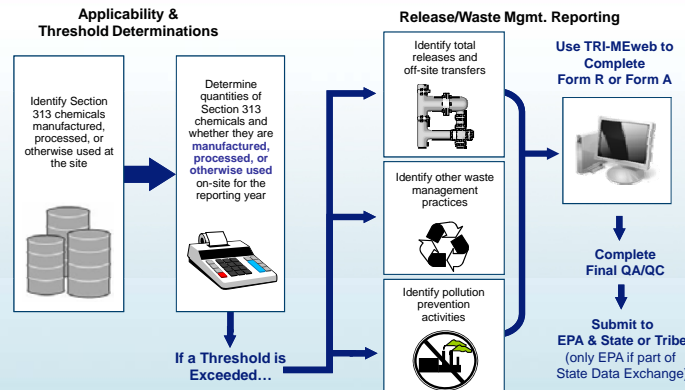 Applicability &
Threshold Determinations
Identify Section
313 chemicals
manufactured,
processed, or
otherwise used at
the site
Determine
quantities of
Section 313
chemicals and
whether they are
manufactured,
processed, or
otherwise used
on-site for the
reporting year
If a Threshold is
Exceeded…
Release/Waste Mgmt. Reporting
Identify total
releases and
off-site transfers
Identify other waste
management
practices
Identify pollution
prevention
activities
Use TRI-MEweb to
Complete
Form R or Form A
Complete
Final QA/QC
Submit to
EPA & State or Tribe
(only EPA if part of
State Data Exchange)